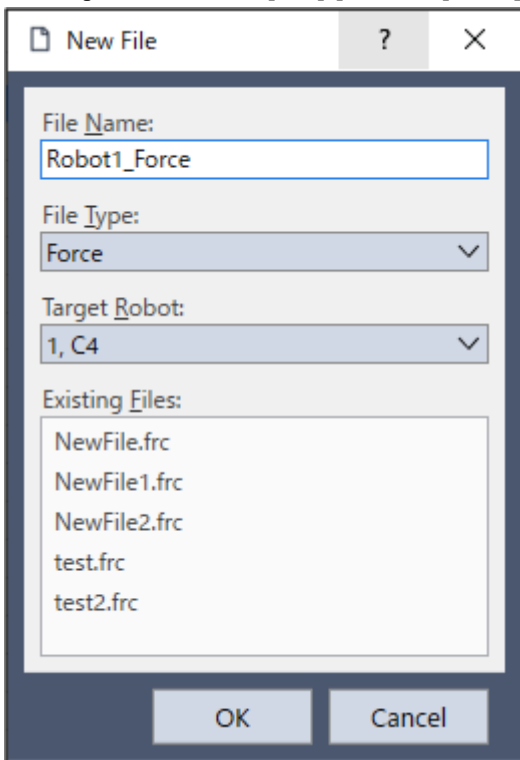 New File
?
File Name:
Robot1_Force
File Type:
Force
Target Robot:
1, C4
Existing Files:
NewFile.frc
NewFile1.frc
NewFile2.frc
test.frc
test2.frc
OK
Cancel